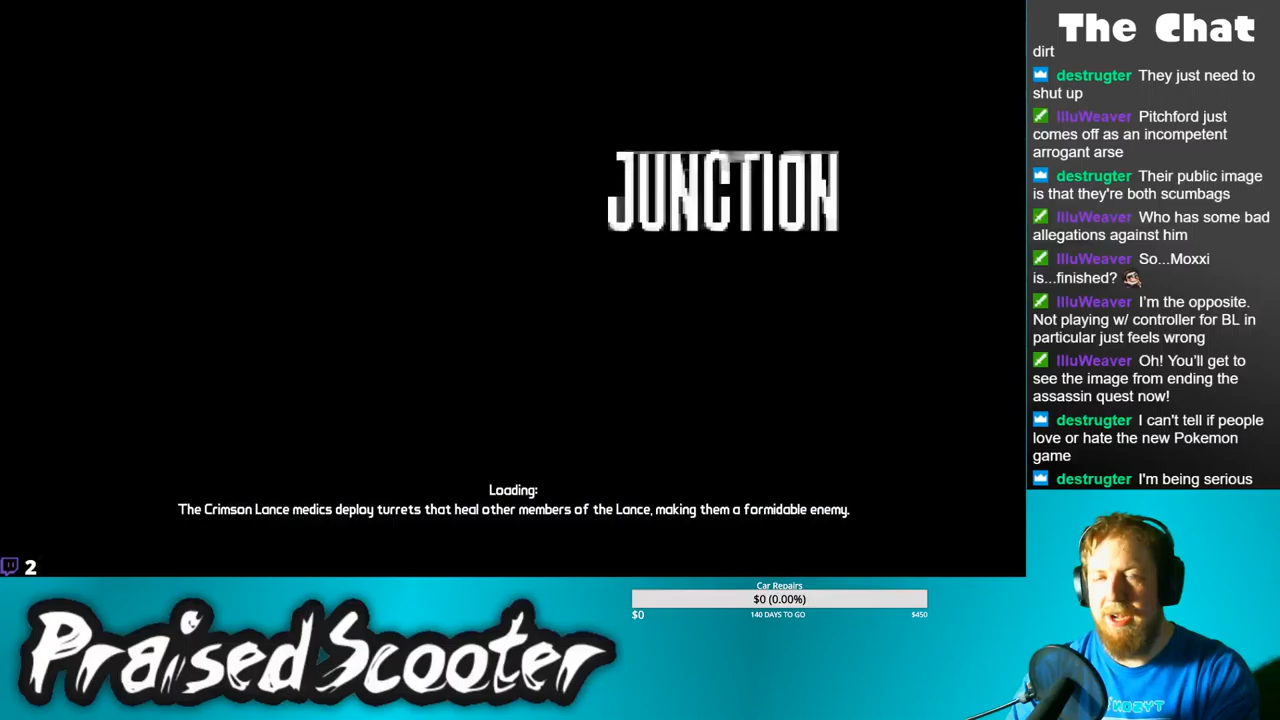 The Chat
dirt
destrugter They just need to
shut up
IlluWeaver Pitchford just
comes off as an incompetent
arrogant arse
destrugter Their public image
is that they're both scumbags
IlluWeaver Who has some bad
allegations against him
IlluWeaver So...Moxxi
is...finished?
IlluWeaver I'm the opposite.
Not playing w/ controller for BL in
particular just feels wrong
IlluWeaver Oh! You'll get to
see the image from ending the
assassin quest now!
destrugter I can't tell if people
love or hate the new Pokemon
game
destrugter I'm being serious
JUNCTION
Loading:
The Crimson Lance medics deploy turrets that heal other members of the Lance, making them a formidable enemy.
2
Car Repairs
$0 (0.00%)
$0 140 DAYS TO GO $450
PraisedScooter